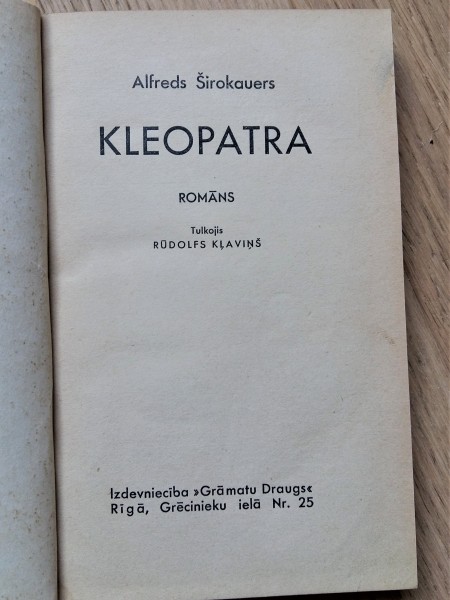 Alfreds Širokauers
KLEOPATRA
ROMĀNS
Tulkojis
RŪDOLFS KĻAVIŅŠ
Izdevniecība »Grāmatu Draugs«
Rīgā, Grēcinieku ielā Nr. 25